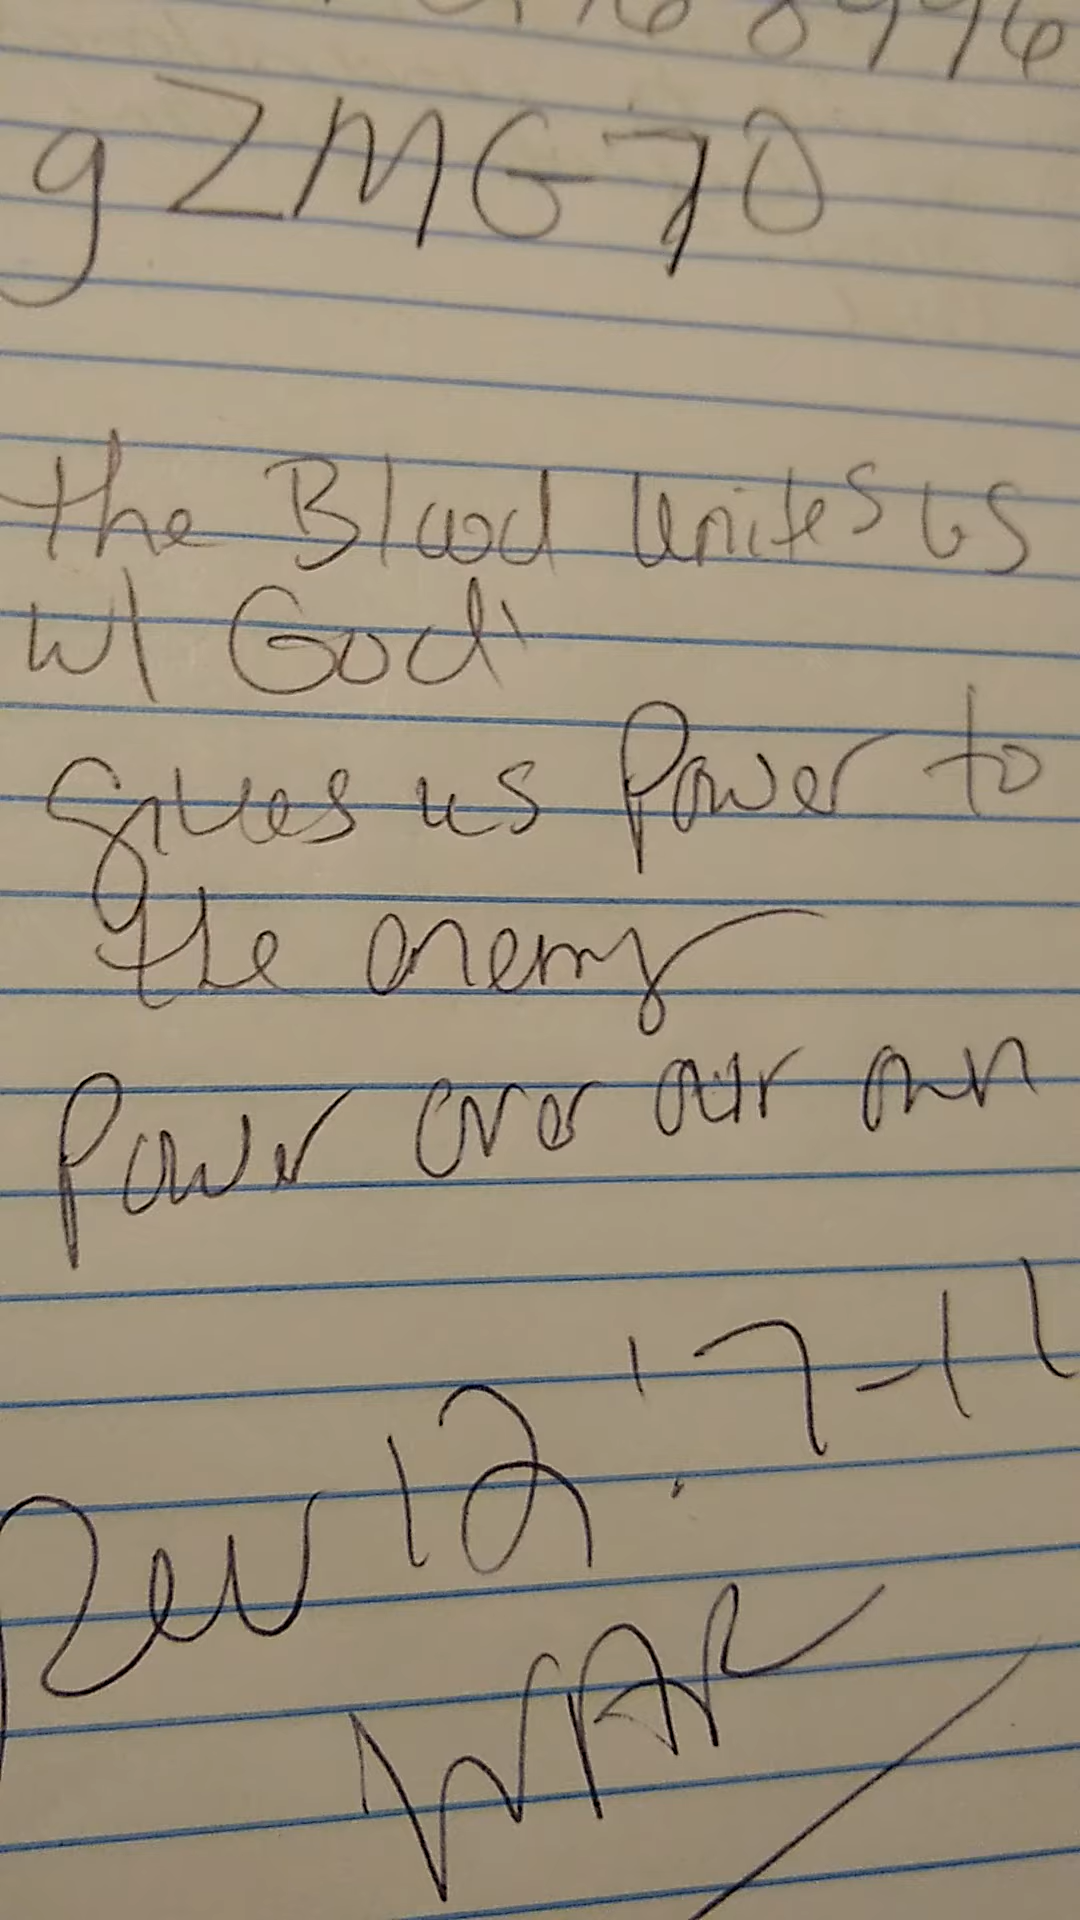 8996
gZMG70
the Blood Unites us
w/ God
gives us Power to
the enemy
Power over our own
Rev 12:7-11
WAR